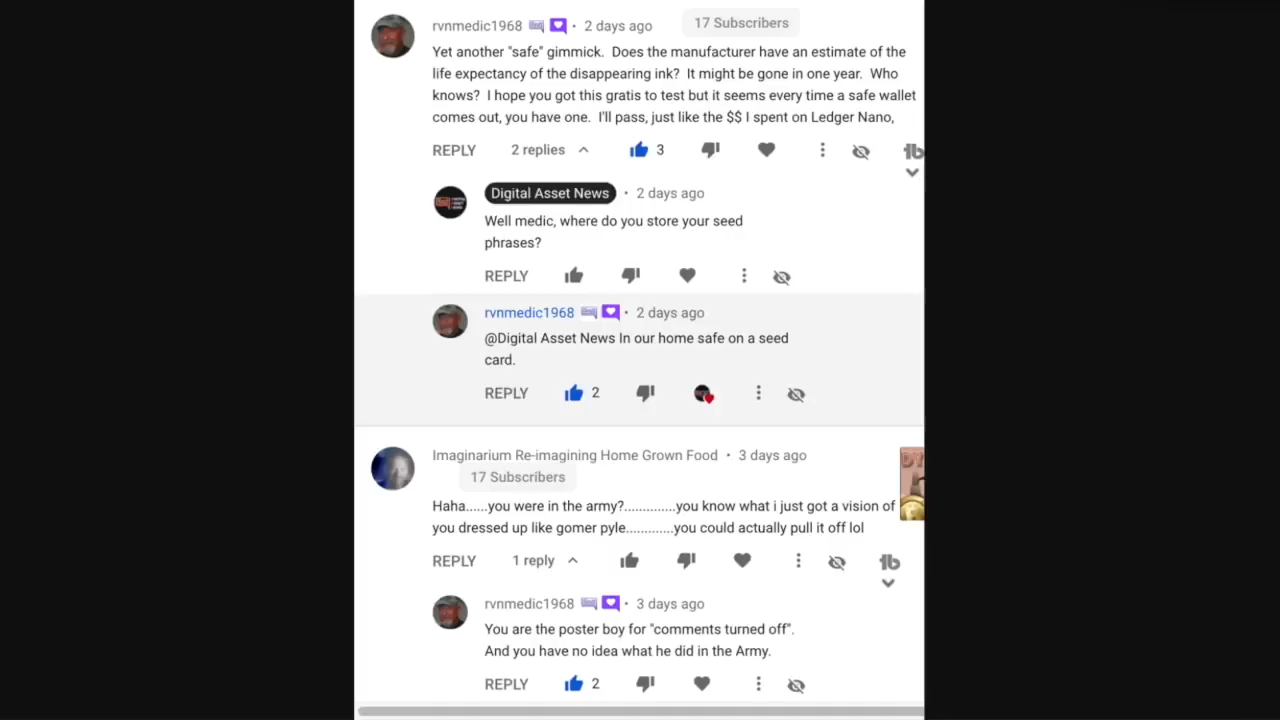 rvnmedic1968 · 2 days ago 17 Subscribers
Yet another "safe" gimmick. Does the manufacturer have an estimate of the
life expectancy of the disappearing ink? It might be gone in one year. Who
knows? I hope you got this gratis to test but it seems every time a safe wallet
comes out, you have one. I'll pass, just like the $$ I spent on Ledger Nano,
REPLY 2 replies 3
Digital Asset News · 2 days ago
Well medic, where do you store your seed
phrases?
REPLY
rvnmedic1968 · 2 days ago
@Digital Asset News In our home safe on a seed
card.
REPLY 2
Imaginarium Re-imagining Home Grown Food · 3 days ago
17 Subscribers
Haha......you were in the army?..............you know what i just got a vision of
you dressed up like gomer pyle.............you could actually pull it off lol
REPLY 1 reply
rvnmedic1968 · 3 days ago
You are the poster boy for "comments turned off".
And you have no idea what he did in the Army.
REPLY 2